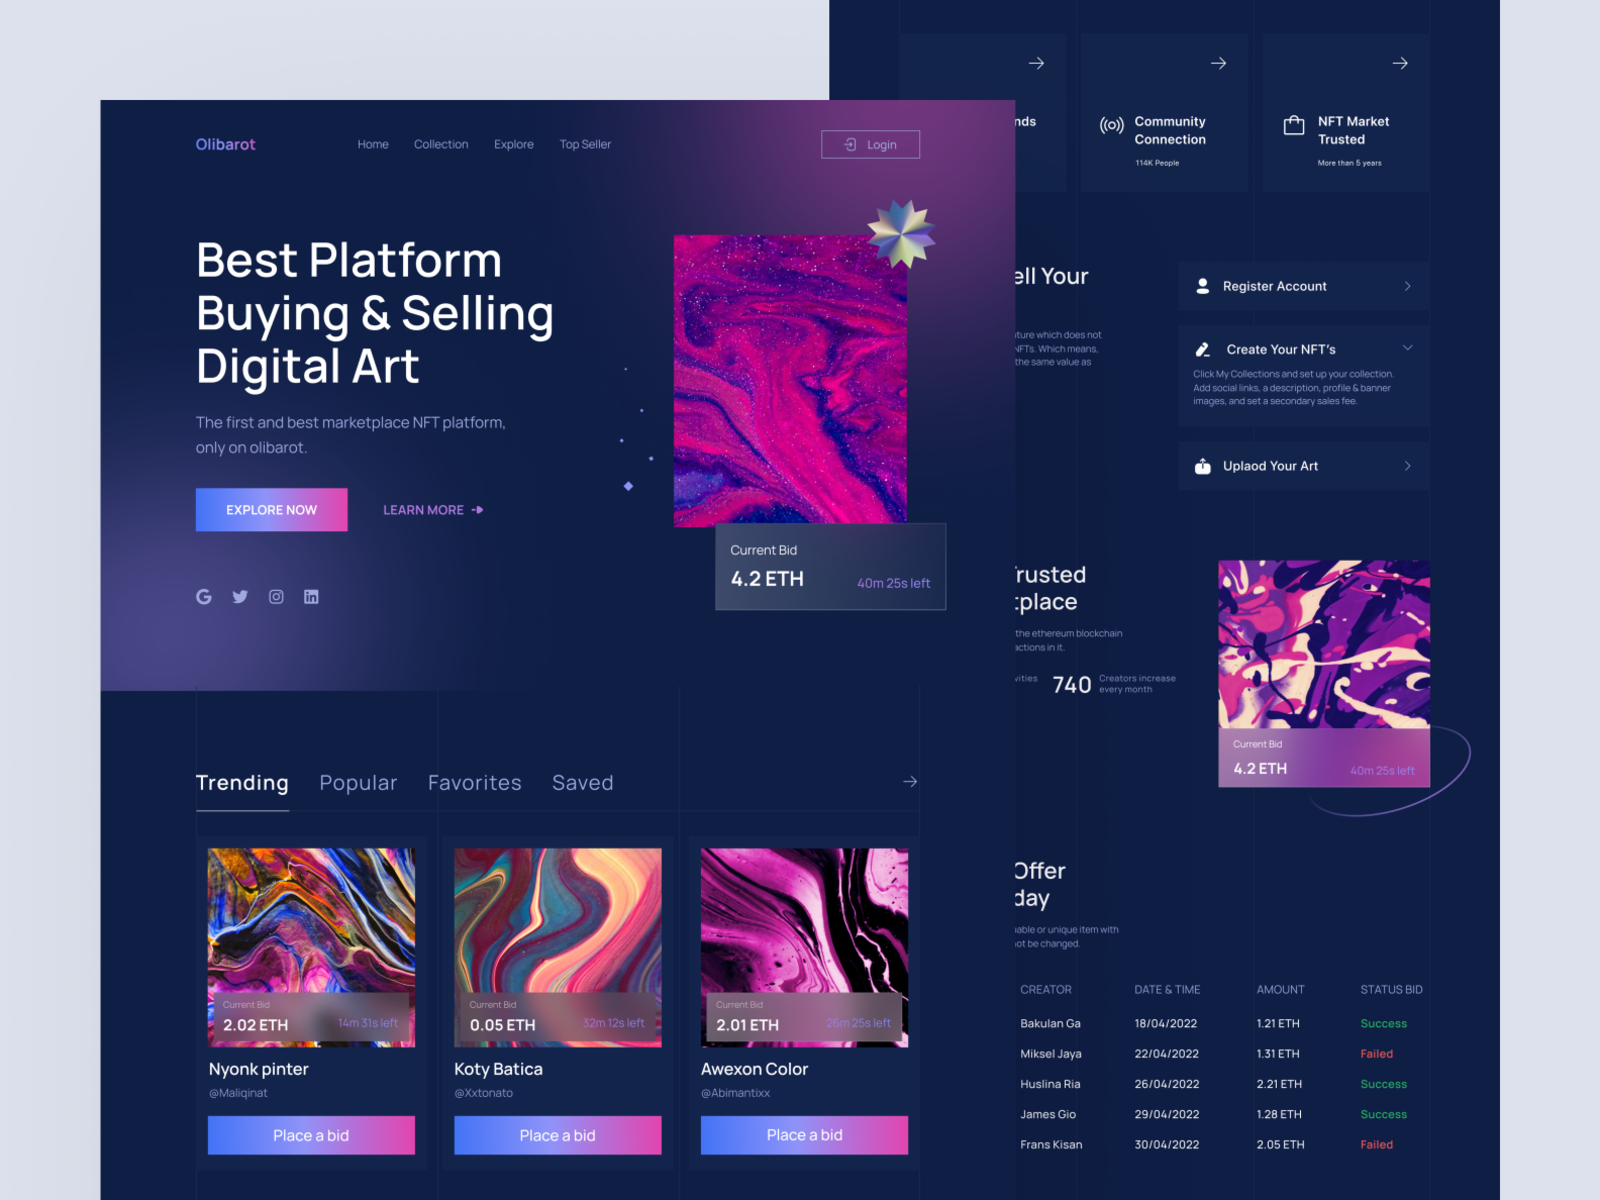 Olibarot
Home Collection Explore Top Seller
Login
Best Platform
Buying & Selling
Digital Art
The first and best marketplace NFT platform,
only on olibarot.
EXPLORE NOW
LEARN MORE
Current Bid
4.2 ETH
40m 25s left
Trending Popular Favorites Saved
Current Bid
2.02 ETH
14m 31s left
Nyonk pinter
@Maliqinat
Place a bid
Current Bid
0.05 ETH
32m 12s left
Koty Batica
@Xxtonato
Place a bid
Current Bid
2.01 ETH
26m 25s left
Awexon Color
@Abimantixx
Place a bid
nds
Community
Connection
114K People
NFT Market
Trusted
More than 5 years
ell Your
ture which does not
NFTs. Which means,
the same value as
Register Account
Create Your NFT's
Click My Collections and set up your collection.
Add social links, a description, profile & banner
images, and set a secondary sales fee.
Uplaod Your Art
Trusted
tplace
the ethereum blockchain
actions in it.
vities
740
Creators increase
every month
Current Bid
4.2 ETH
40m 25s left
Offer
day
uable or unique item with
not be changed.
CREATOR DATE & TIME AMOUNT STATUS BID
Bakulan Ga 18/04/2022 1.21 ETH Success
Miksel Jaya 22/04/2022 1.31 ETH Failed
Huslina Ria 26/04/2022 2.21 ETH Success
James Gio 29/04/2022 1.28 ETH Success
Frans Kisan 30/04/2022 2.05 ETH Failed